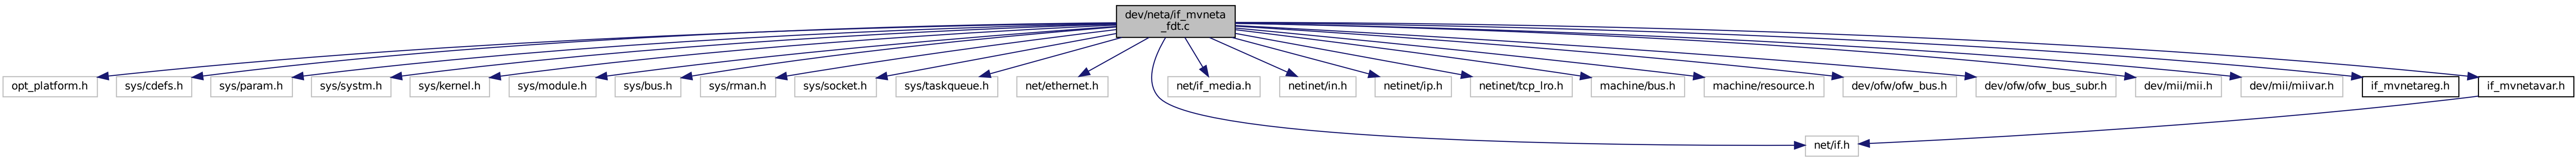 dev/neta/if_mvneta
_fdt.c
opt_platform.h
sys/cdefs.h
sys/param.h
sys/systm.h
sys/kernel.h
sys/module.h
sys/bus.h
sys/rman.h
sys/socket.h
sys/taskqueue.h
net/ethernet.h
net/if_media.h
netinet/in.h
netinet/ip.h
netinet/tcp_lro.h
machine/bus.h
machine/resource.h
dev/ofw/ofw_bus.h
dev/ofw/ofw_bus_subr.h
dev/mii/mii.h
dev/mii/miivar.h
if_mvnetareg.h
if_mvnetavar.h
net/if.h